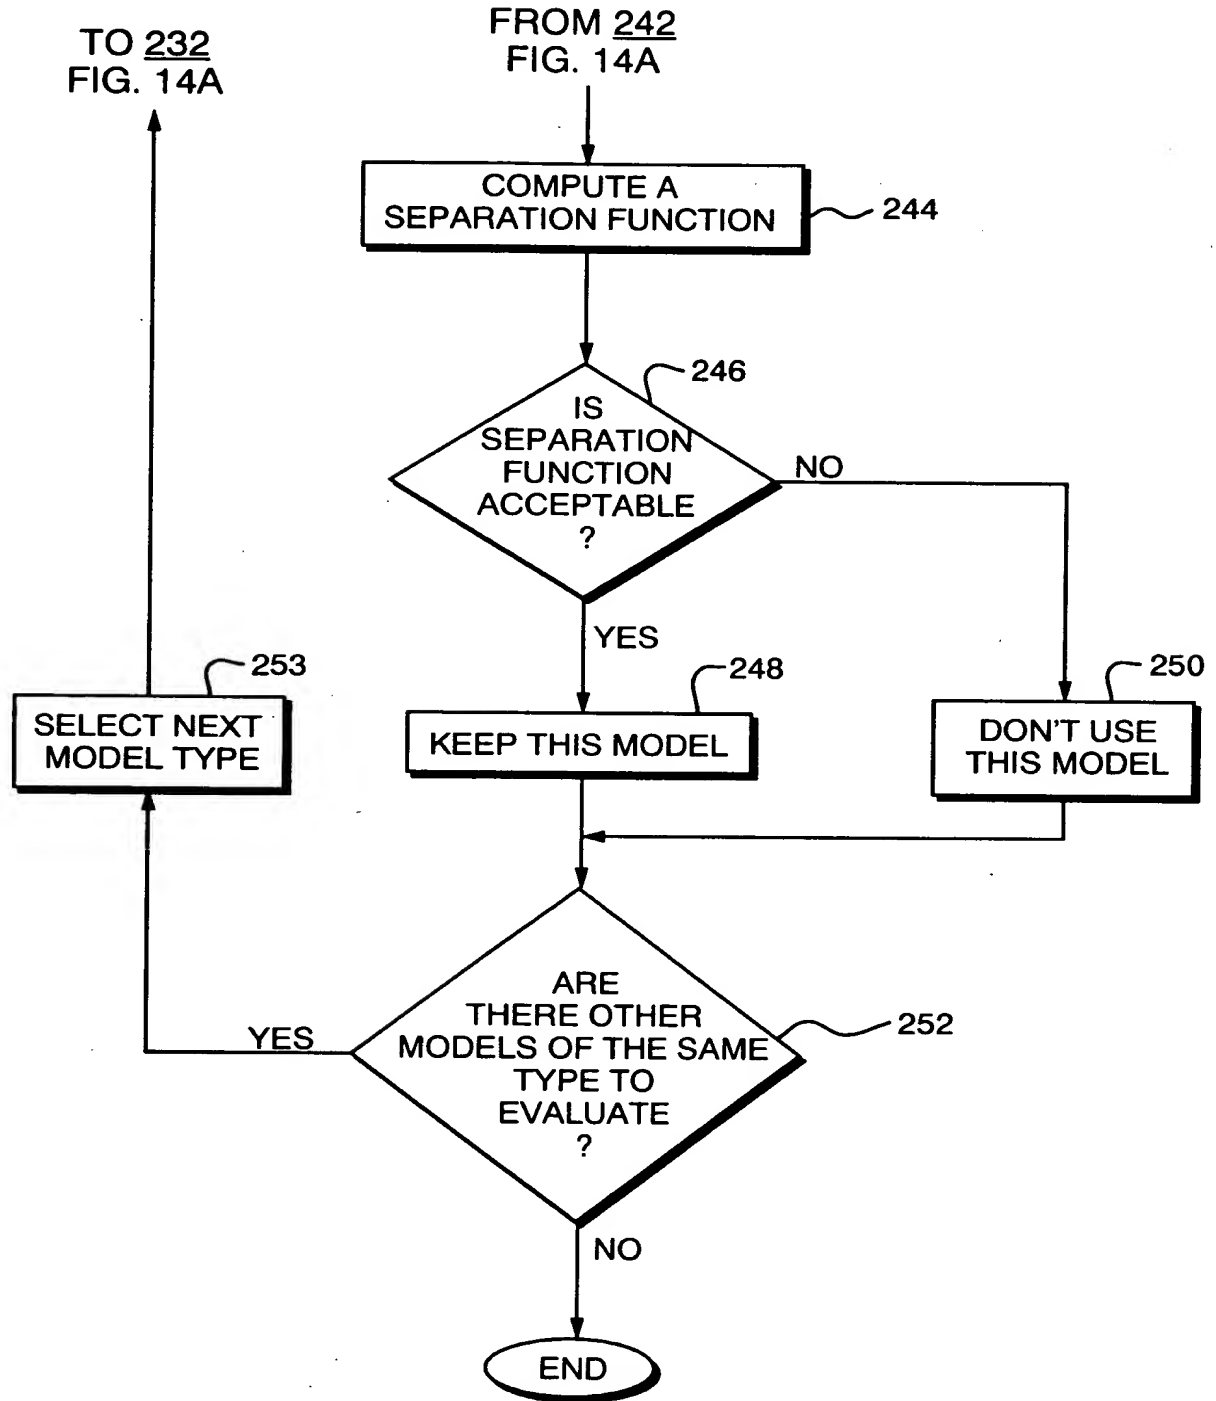 TO 232
FIG. 14A
FROM 242
FIG. 14A
COMPUTE A
SEPARATION FUNCTION
244
246
IS
SEPARATION
FUNCTION
ACCEPTABLE
?
NO
YES
253
SELECT NEXT
MODEL TYPE
248
KEEP THIS MODEL
250
DON'T USE
THIS MODEL
252
ARE
THERE OTHER
MODELS OF THE SAME
TYPE TO
EVALUATE
?
YES
NO
END